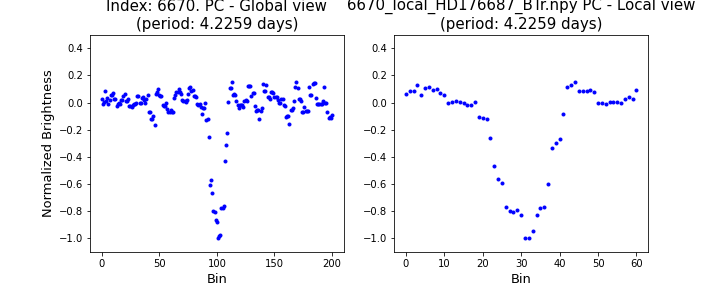 Index: 6670. PC - Global view
(period: 4.2259 days)
6670_local_HD176687_BTr.npy PC - Local view
(period: 4.2259 days)
Normalized Brightness
0.4
0.2
0.0
−0.2
−0.4
−0.6
−0.8
−1.0
0 50 100 150 200
Bin
0.4
0.2
0.0
−0.2
−0.4
−0.6
−0.8
−1.0
0 10 20 30 40 50 60
Bin